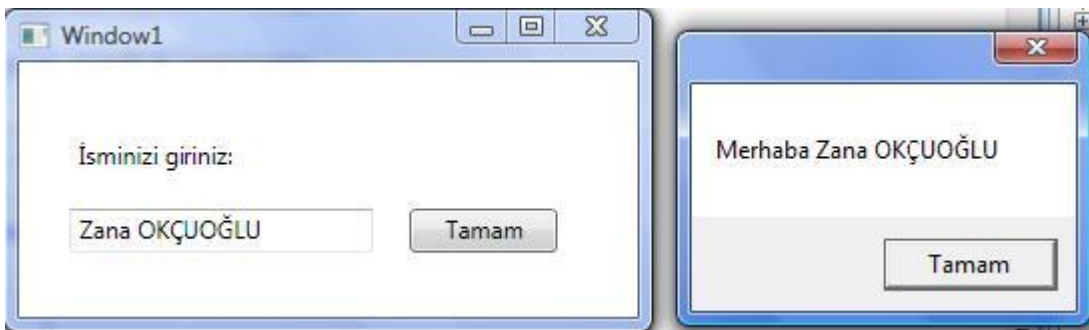 Window1
İsminizi giriniz:
Zana OKÇUOĞLU
Tamam
Merhaba Zana OKÇUOĞLU
Tamam